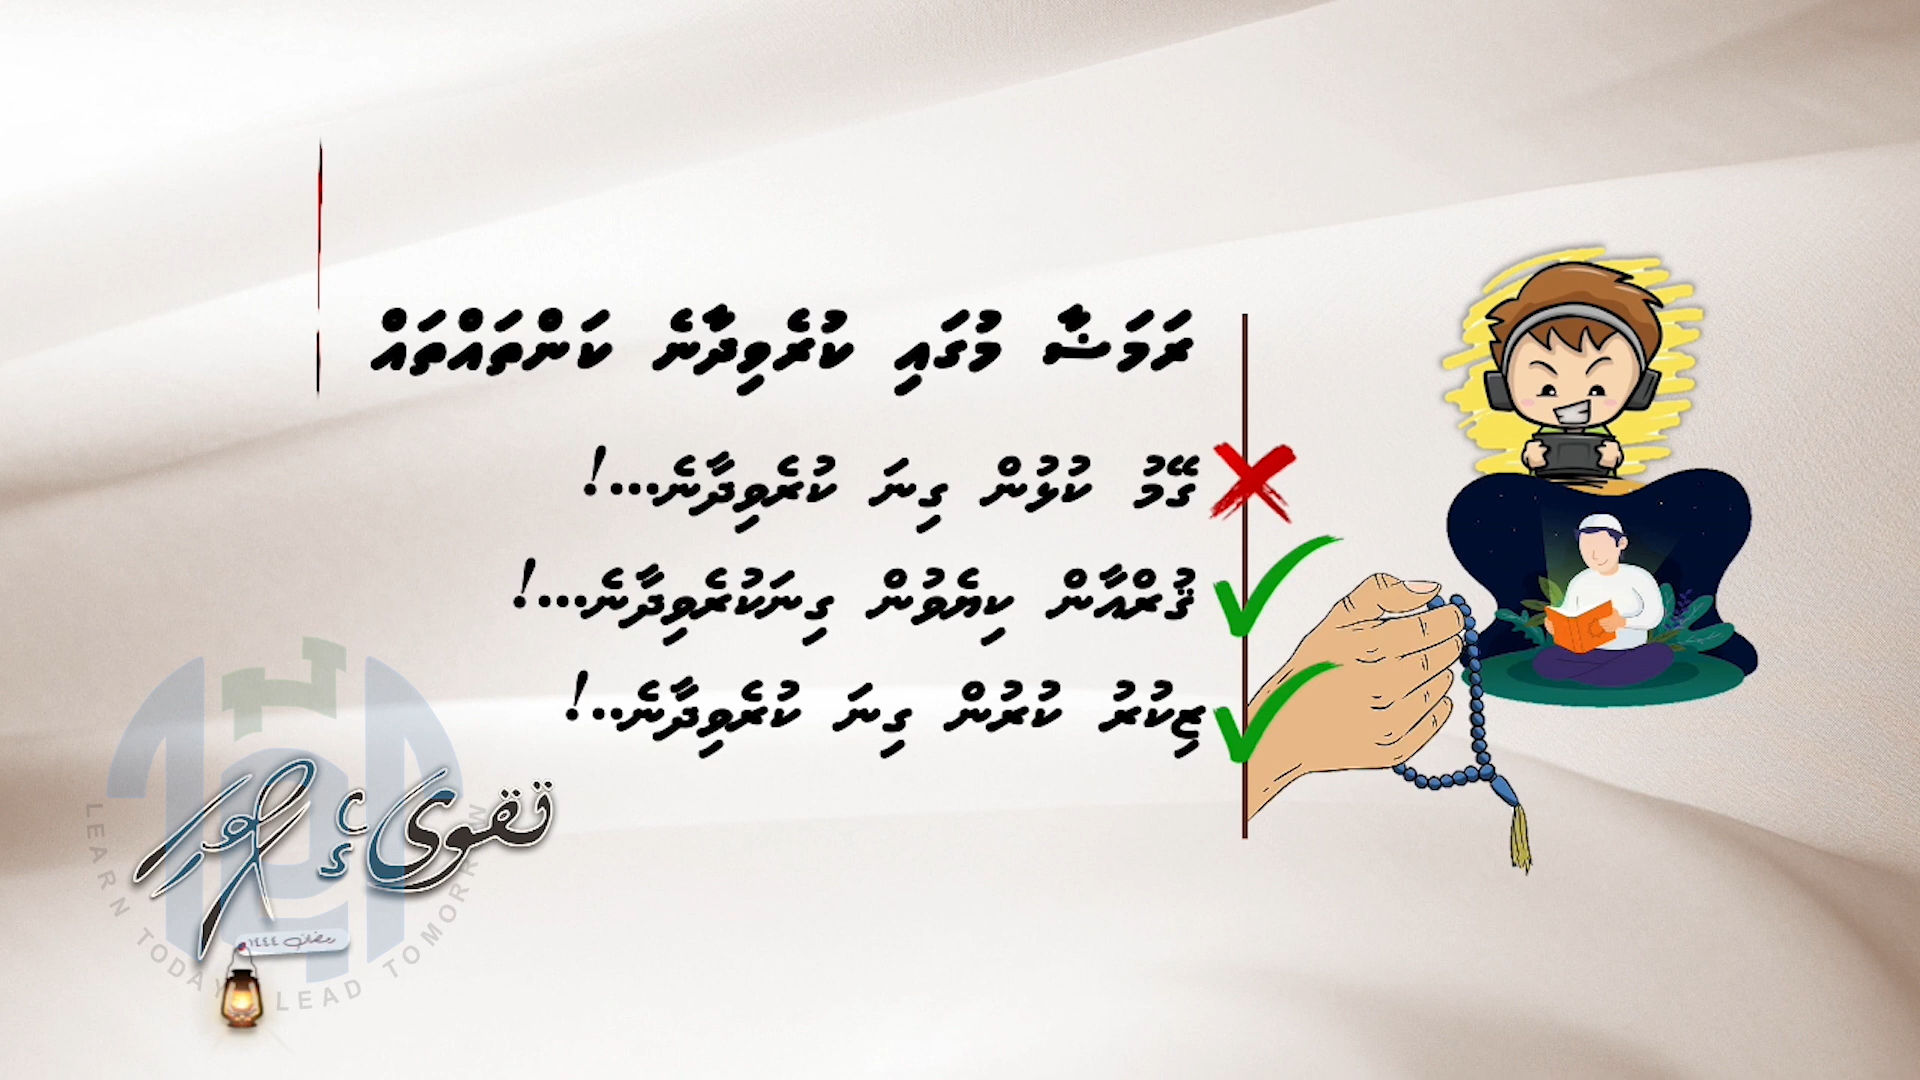 ރަމަޟާ މުގައި ކުރެވިދާނެ ކަންތައްތައް
ގޭމު ކުޅުން ގިނަ ކުރެވިދާނެ...!
ޤުރްއާން ކިޔެވުން ގިނަކުރެވިދާނެ...!
ޒިކުރު ކުރުން ގިނަ ކުރެވިދާނެ..!
تقوى ގެ
LEARN TODAY LEAD TOMORROW